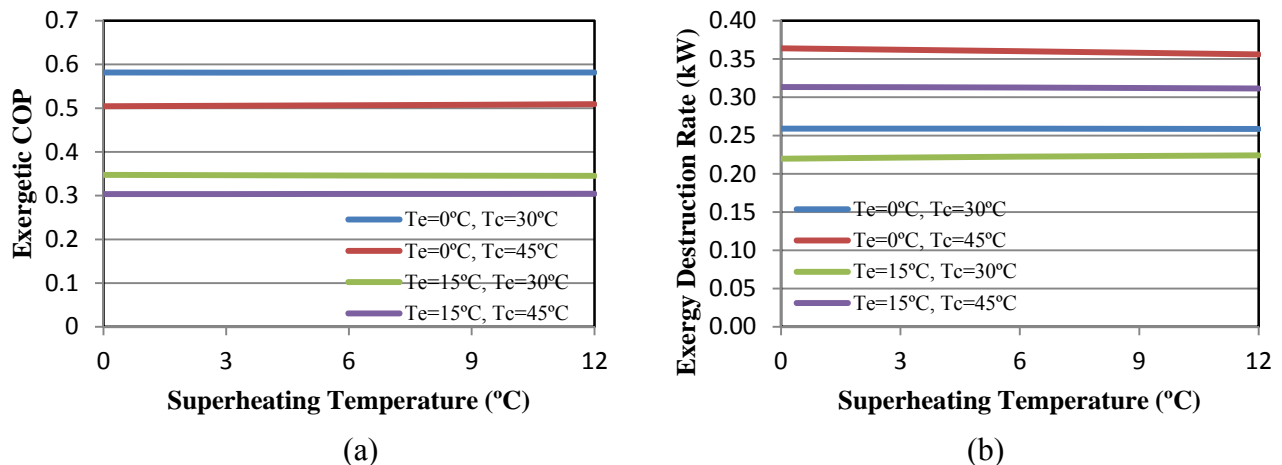 Exergetic COP
0.7
0.6
0.5
0.4
0.3
0.2
0.1
0
Te=0ºC, Tc=30ºC
Te=0ºC, Tc=45ºC
Te=15ºC, Tc=30ºC
Te=15ºC, Tc=45ºC
0 3 6 9 12
Superheating Temperature (ºC)
(a)
Exergy Destruction Rate (kW)
0.40
0.35
0.30
0.25
0.20
0.15
0.10
0.05
0.00
Te=0ºC, Tc=30ºC
Te=0ºC, Tc=45ºC
Te=15ºC, Tc=30ºC
Te=15ºC, Tc=45ºC
0 3 6 9 12
Superheating Temperature (ºC)
(b)